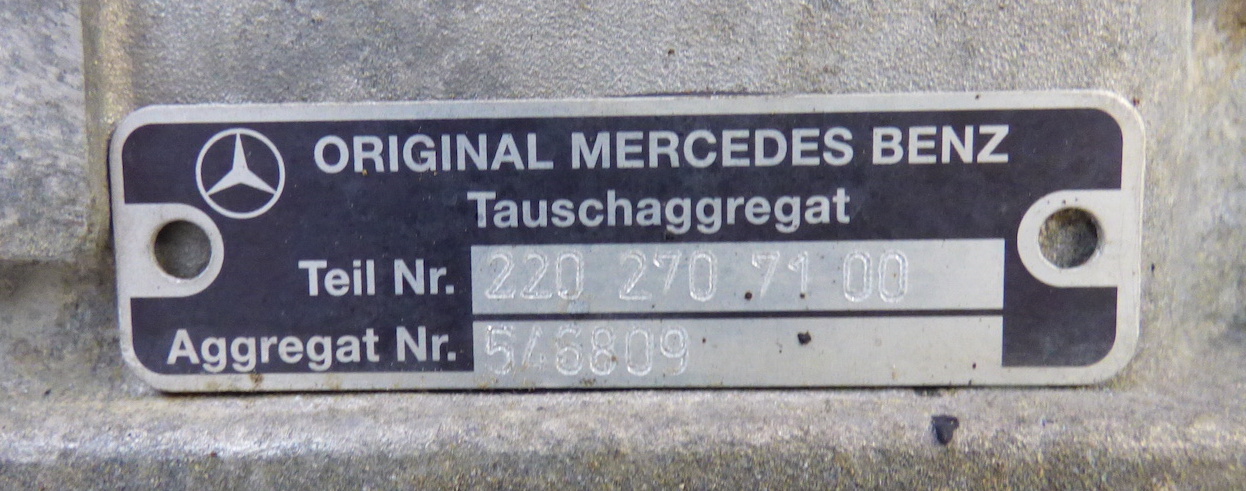 ORIGINAL MERCEDES BENZ
Tauschaggregat
Teil Nr. 220 270 71 00
Aggregat Nr. 546809